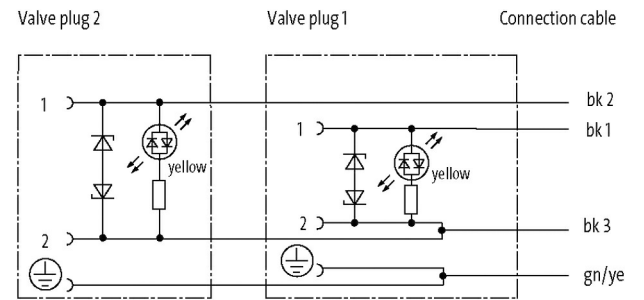 Valve plug 2 Valve plug 1 Connection cable
1 bk 2
1 bk 1
yellow yellow
2 bk 3
2
gn/ye